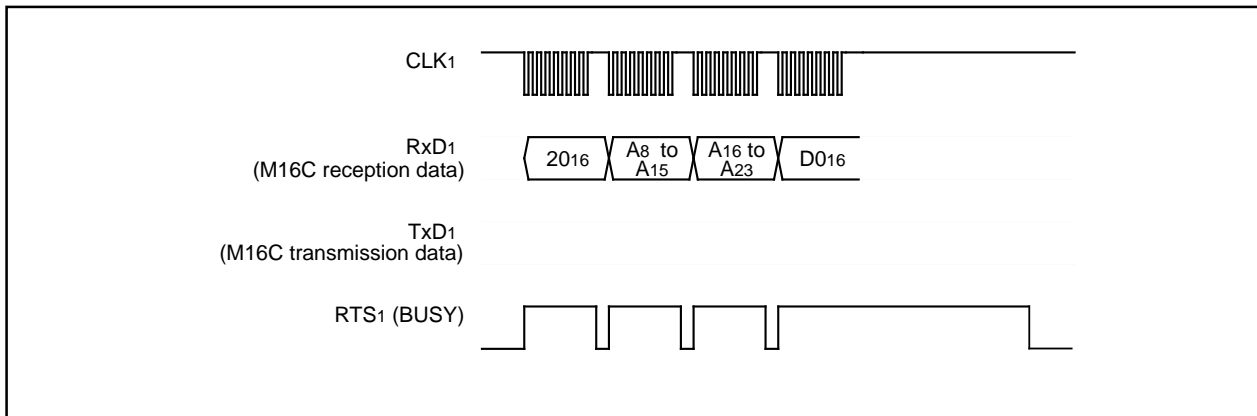 CLK1
RxD1
(M16C reception data)
2016
A8 to
A15
A16 to
A23
D016
TxD1
(M16C transmission data)
RTS1 (BUSY)